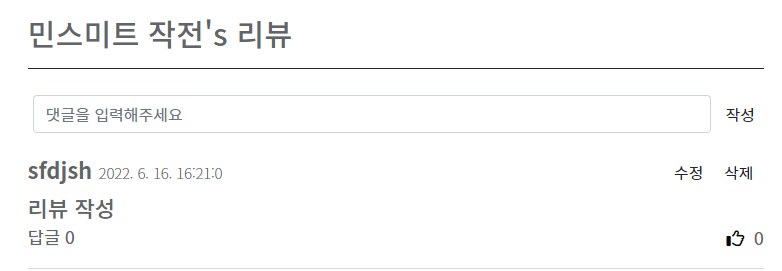 민스미트 작전's 리뷰
댓글을 입력해주세요 작성
sfdjsh 2022. 6. 16. 16:21:0 수정 삭제
리뷰 작성
답글 0 0